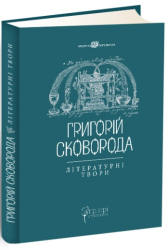 ГРИГОРІЙ
СКОВОРОДА
ЛІТЕРАТУРНІ
ТВОРИ
ГРИГОРІЙ СКОВОРОДА ЛІТЕРАТУРНІ ТВОРИ